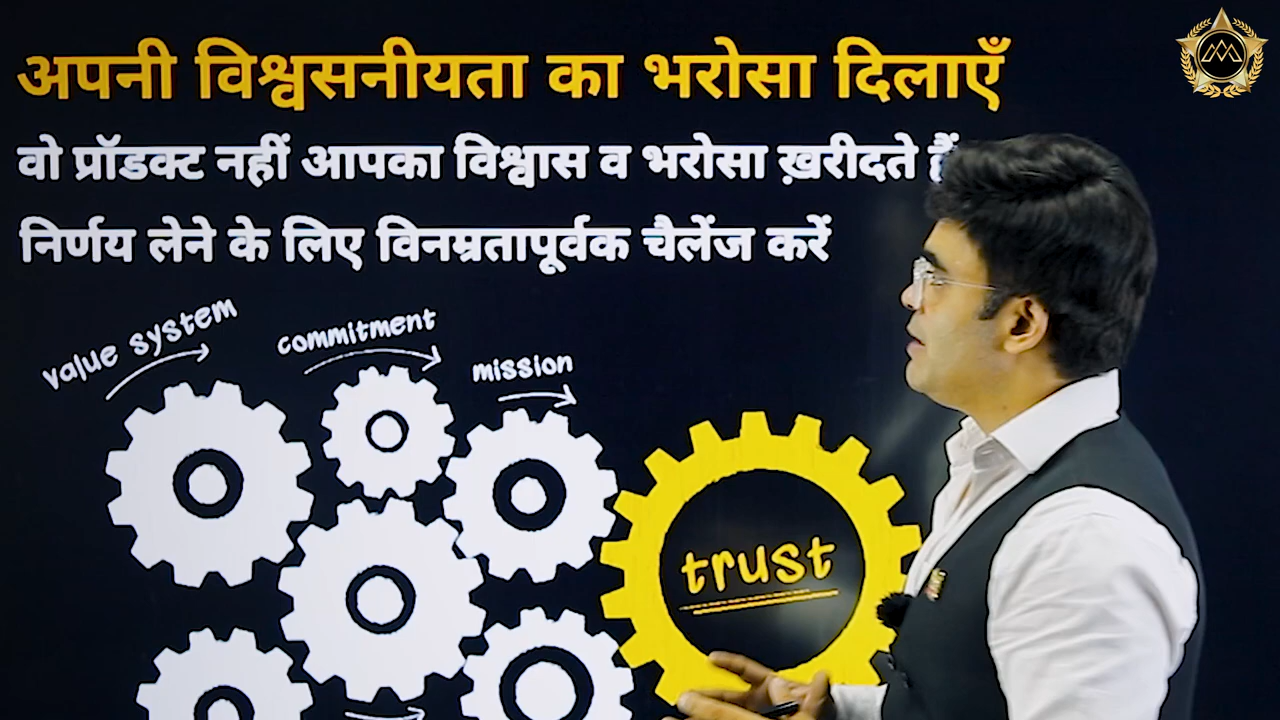 अपनी विश्वसनीयता का भरोसा दिलाएँ
वो प्रॉडक्ट नहीं आपका विश्वास व भरोसा ख़रीदते हैं
निर्णय लेने के लिए विनम्रतापूर्वक चैलेंज करें
value system
commitment
mission
trust